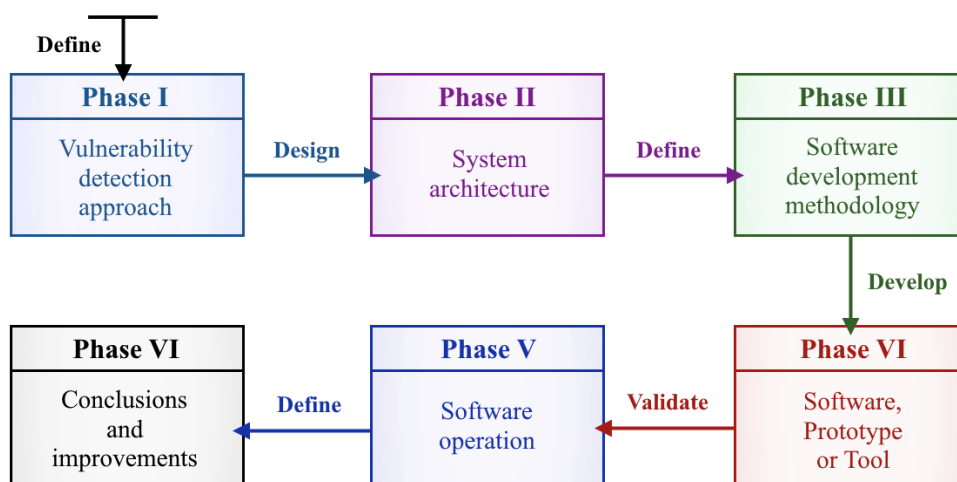 Define
Phase I
Vulnerability
detection
approach
Design
Phase II
System
architecture
Define
Phase III
Software
development
methodology
Develop
Phase VI
Software,
Prototype
or Tool
Validate
Phase V
Software
operation
Define
Phase VI
Conclusions
and
improvements